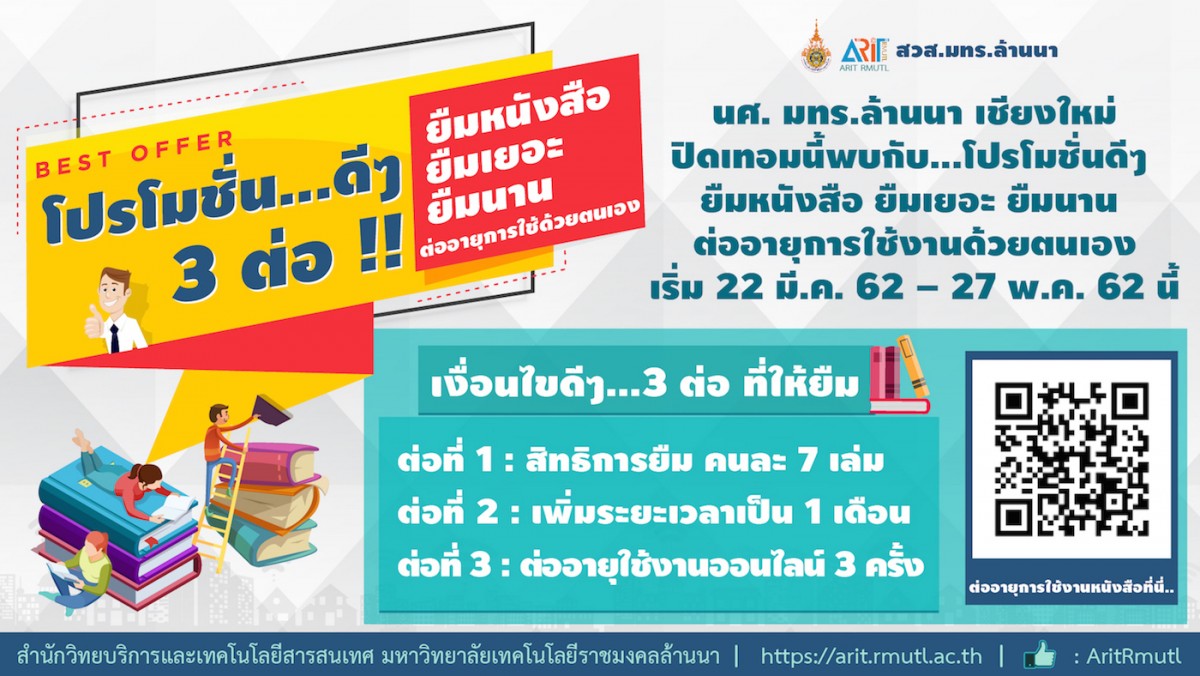 BEST OFFER
โปรโมชั่น...ดีๆ
3 ต่อ !!
ยืมหนังสือ
ยืมเยอะ
ยืมนาน
ต่ออายุการใช้ด้วยตนเอง
ARIT
ARIT RMUTL
สวส.มทร.ล้านนา
นศ. มทร.ล้านนา เชียงใหม่
ปิดเทอมนี้พบกับ...โปรโมชั่นดีๆ
ยืมหนังสือ ยืมเยอะ ยืมนาน
ต่ออายุการใช้งานด้วยตนเอง
เริ่ม 22 มี.ค. 62 – 27 พ.ค. 62 นี้
เงื่อนไขดีๆ...3 ต่อ ที่ให้ยืม
ต่อที่ 1 : สิทธิการยืม คนละ 7 เล่ม
ต่อที่ 2 : เพิ่มระยะเวลาเป็น 1 เดือน
ต่อที่ 3 : ต่ออายุใช้งานออนไลน์ 3 ครั้ง
ต่ออายุการใช้งานหนังสือที่นี่..
สำนักวิทยบริการและเทคโนโลยีสารสนเทศ มหาวิทยาลัยเทคโนโลยีราชมงคลล้านนา | https://arit.rmutl.ac.th | : AritRmutl